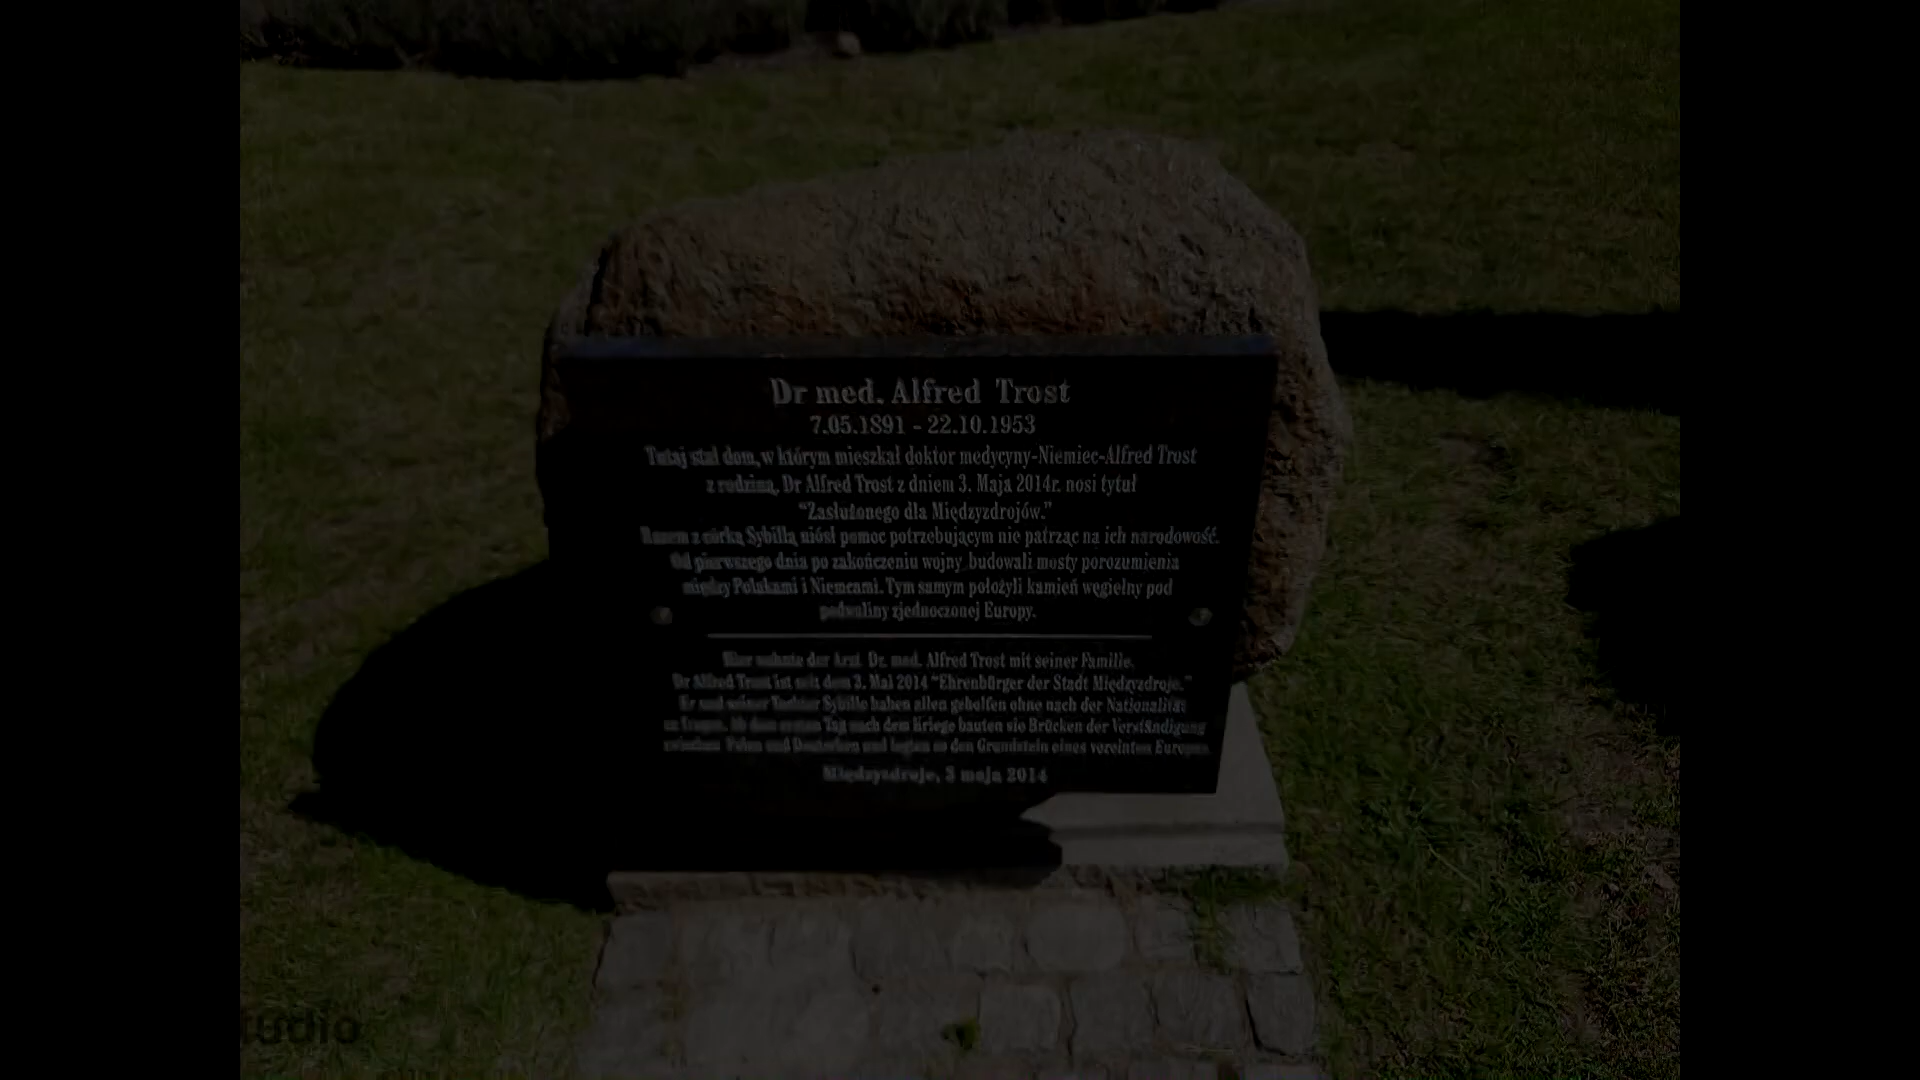 Dr med. Alfred Trost
7.05.1891 - 22.10.1953
Tutaj stał dom, w którym mieszkał doktor medycyny-Niemiec-Alfred Trost
z rodziną. Dr Alfred Trost z dniem 3. Maja 2014r. nosi tytuł
"Zasłużonego dla Międzyzdrojów."
Razem z córką Sybillą niósł pomoc potrzebującym nie patrząc na ich narodowość.
Od pierwszego dnia po zakończeniu wojny budowali mosty porozumienia
między Polakami i Niemcami. Tym samym położyli kamień węgielny pod
podwaliny zjednoczonej Europy.
Hier wohnte der Arzt Dr. med. Alfred Trost mit seiner Familie.
Dr Alfred Trost ist seit dem 3. Mai 2014 "Ehrenbürger der Stadt Międzyzdroje."
Er und seiner Tochter Sybille haben allen geholfen ohne nach der Nationalität
zu fragen. Ab dem ersten Tag nach dem Kriege bauten sie Brücken der Verständigung
zwischen Polen und Deutschen und legten so den Grundstein eines vereinten Europas.
Międzyzdroje, 3 maja 2014
tudio